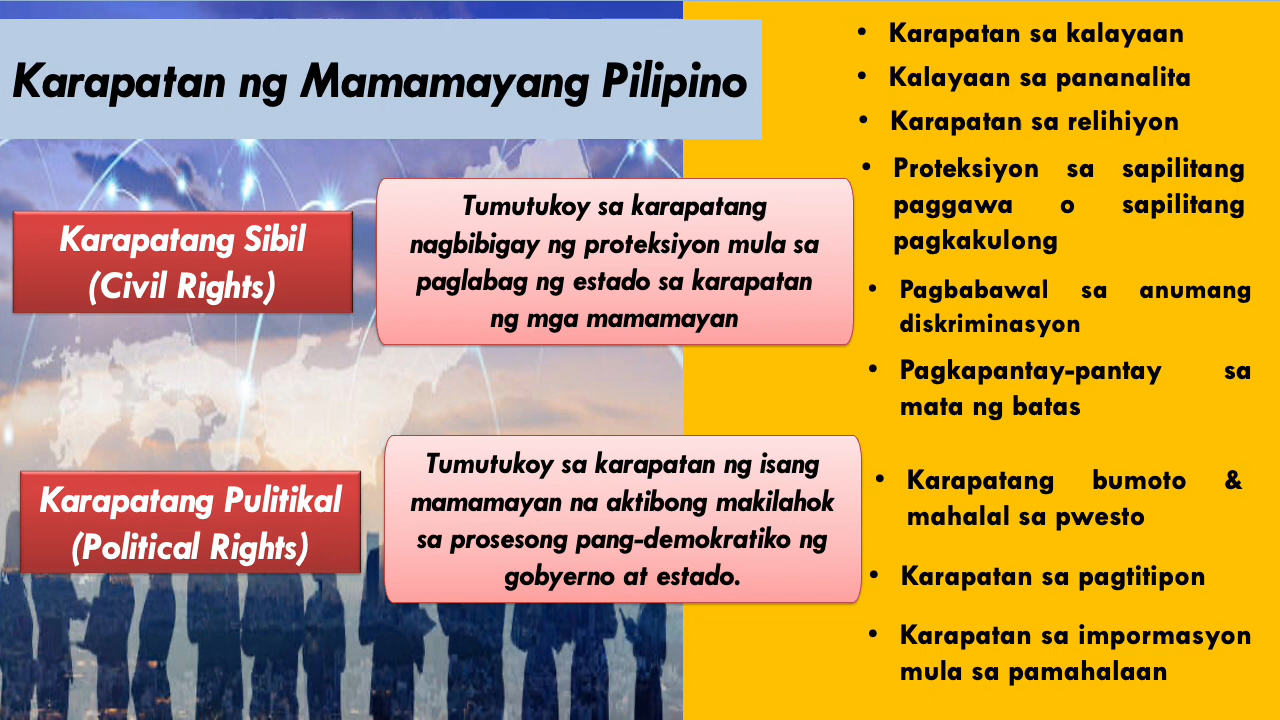 Karapatan ng Mamamayang Pilipino
Karapatang Sibil
(Civil Rights)
Tumutukoy sa karapatang
nagbibigay ng proteksiyon mula sa
paglabag ng estado sa karapatan
ng mga mamamayan
• Karapatan sa kalayaan
• Kalayaan sa pananalita
• Karapatan sa relihiyon
• Proteksiyon sa sapilitang
paggawa o sapilitang
pagkakulong
• Pagbabawal sa anumang
diskriminasyon
• Pagkapantay-pantay sa
mata ng batas
Karapatang Pulitikal
(Political Rights)
Tumutukoy sa karapatan ng isang
mamamayan na aktibong makilahok
sa prosesong pang-demokratiko ng
gobyerno at estado.
• Karapatang bumoto &
mahalal sa pwesto
• Karapatan sa pagtitipon
• Karapatan sa impormasyon
mula sa pamahalaan